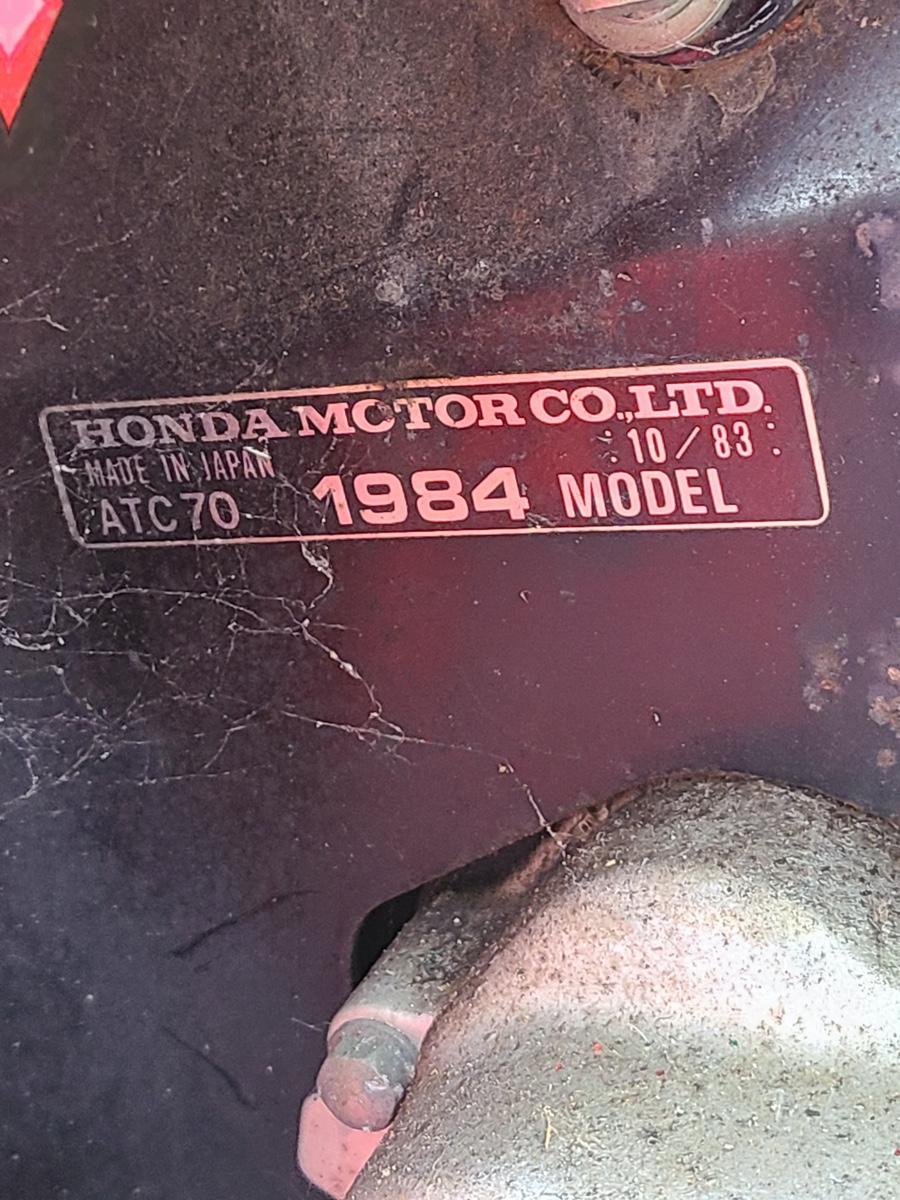 HONDA MOTOR CO.,LTD.
MADE IN JAPAN :10/83:
ATC70 1984 MODEL